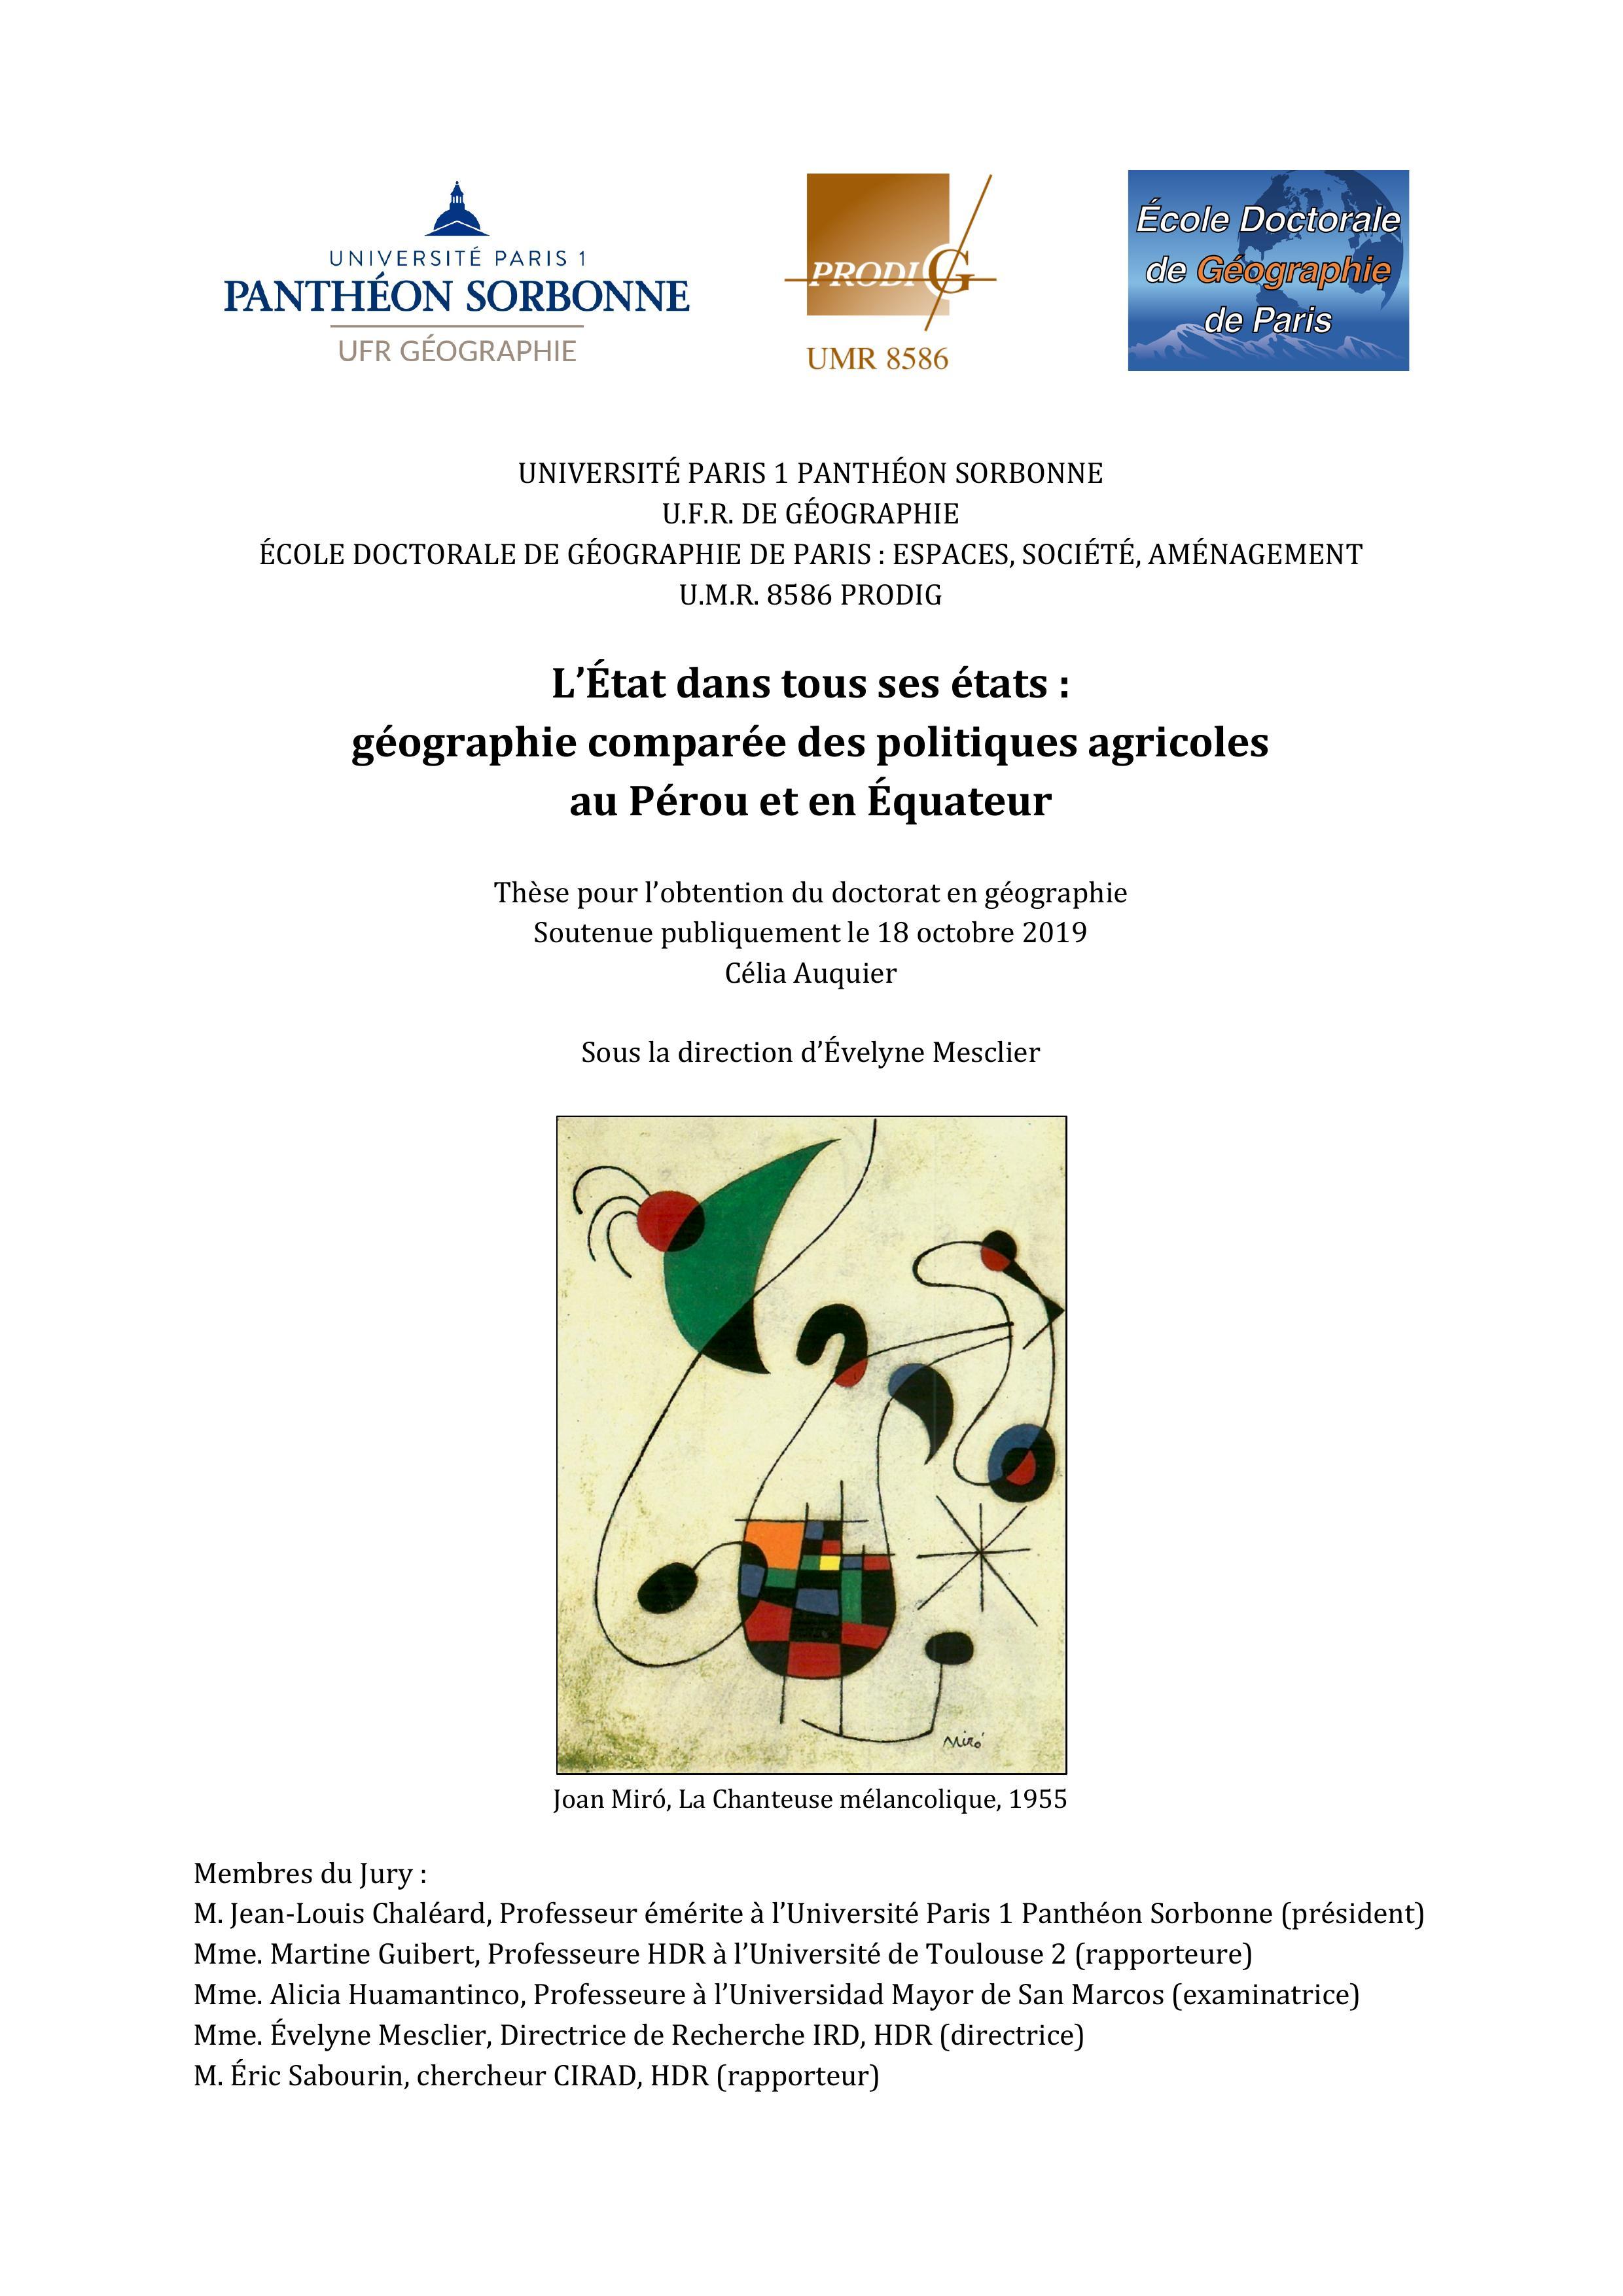 UNIVERSITÉ PARIS 1
PANTHÉON SORBONNE
UFR GÉOGRAPHIE
PRODIG
UMR 8586
École Doctorale
de Géographie
de Paris
UNIVERSITÉ PARIS 1 PANTHÉON SORBONNE
U.F.R. DE GÉOGRAPHIE
ÉCOLE DOCTORALE DE GÉOGRAPHIE DE PARIS : ESPACES, SOCIÉTÉ, AMÉNAGEMENT
U.M.R. 8586 PRODIG
L’État dans tous ses états :
géographie comparée des politiques agricoles
au Pérou et en Équateur
Thèse pour l’obtention du doctorat en géographie
Soutenue publiquement le 18 octobre 2019
Célia Auquier
Sous la direction d’Évelyne Mesclier
Miró
Joan Miró, La Chanteuse mélancolique, 1955
Membres du Jury :
M. Jean-Louis Chaléard, Professeur émérite à l’Université Paris 1 Panthéon Sorbonne (président)
Mme. Martine Guibert, Professeure HDR à l’Université de Toulouse 2 (rapporteure)
Mme. Alicia Huamantinco, Professeure à l’Universidad Mayor de San Marcos (examinatrice)
Mme. Évelyne Mesclier, Directrice de Recherche IRD, HDR (directrice)
M. Éric Sabourin, chercheur CIRAD, HDR (rapporteur)